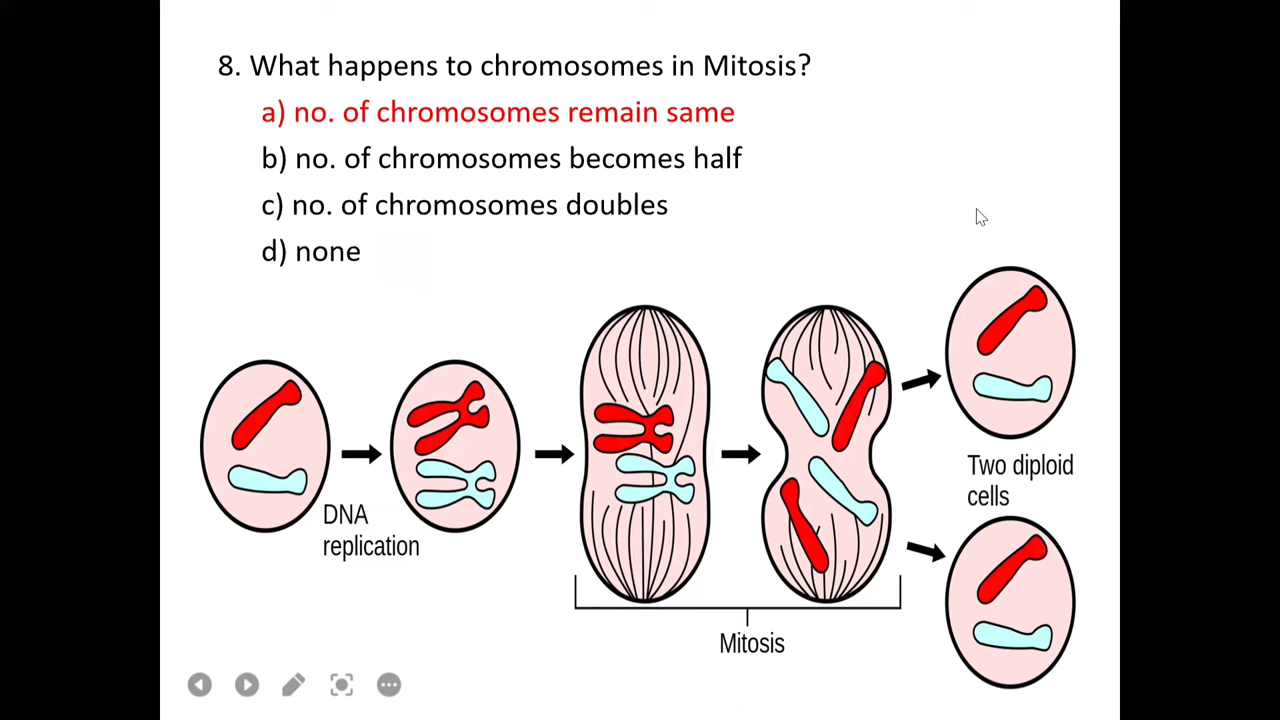 8. What happens to chromosomes in Mitosis?
a) no. of chromosomes remain same
b) no. of chromosomes becomes half
c) no. of chromosomes doubles
d) none
DNA
replication
Mitosis
Two diploid
cells